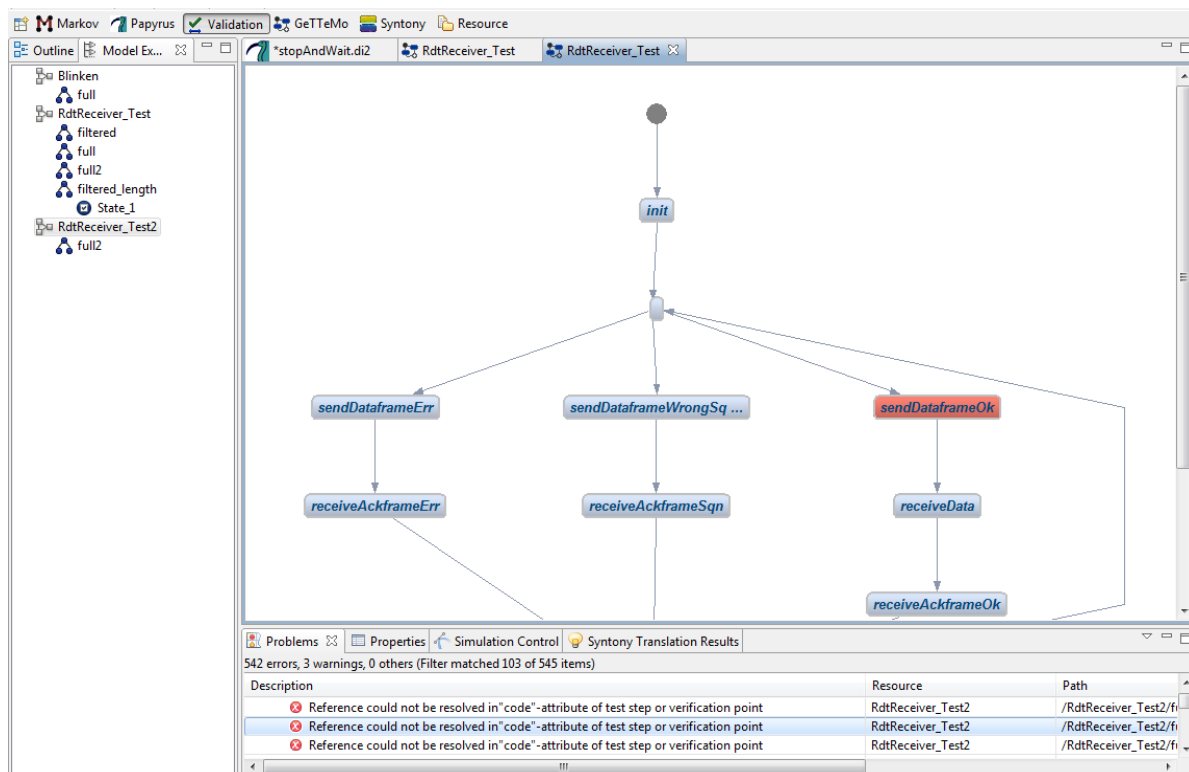 Markov Papyrus Validation GeTTeMo Syntony Resource
Outline Model Ex...
Blinken
full
RdtReceiver_Test
filtered
full
full2
filtered_length
State_1
RdtReceiver_Test2
full2
*stopAndWait.di2 RdtReceiver_Test RdtReceiver_Test
init
sendDataframeErr sendDataframeWrongSq ... sendDataframeOk
receiveAckframeErr receiveAckframeSqn receiveData
receiveAckframeOk
Problems Properties Simulation Control Syntony Translation Results
542 errors, 3 warnings, 0 others (Filter matched 103 of 545 items)
Description Resource Path
Reference could not be resolved in"code"-attribute of test step or verification point RdtReceiver_Test2 /RdtReceiver_Test2/f
Reference could not be resolved in"code"-attribute of test step or verification point RdtReceiver_Test2 /RdtReceiver_Test2/f
Reference could not be resolved in"code"-attribute of test step or verification point RdtReceiver_Test2 /RdtReceiver_Test2/f